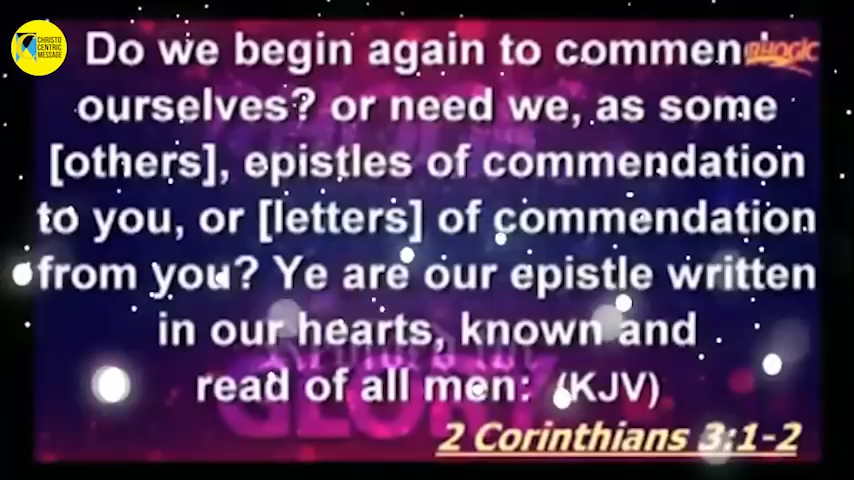 CHRISTO
CENTRIC
MESSAGE
Do we begin again to commend
RHOGIC
ourselves? or need we, as some
[others], epistles of commendation
to you, or [letters] of commendation
from you? Ye are our epistle written
in our hearts, known and
read of all men: (KJV)
GLORY
2 Corinthians 3:1-2